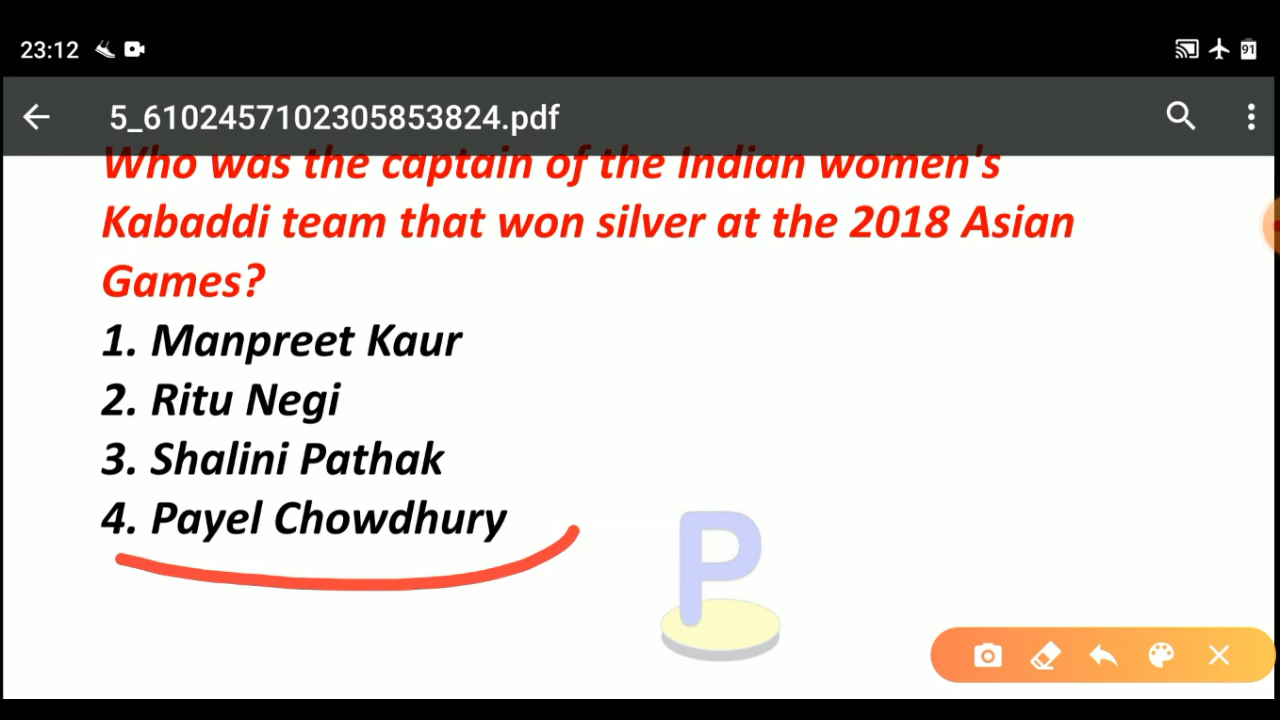 23:12
91
5_6102457102305853824.pdf
Who was the captain of the Indian women's
Kabaddi team that won silver at the 2018 Asian
Games?
1. Manpreet Kaur
2. Ritu Negi
3. Shalini Pathak
4. Payel Chowdhury
P